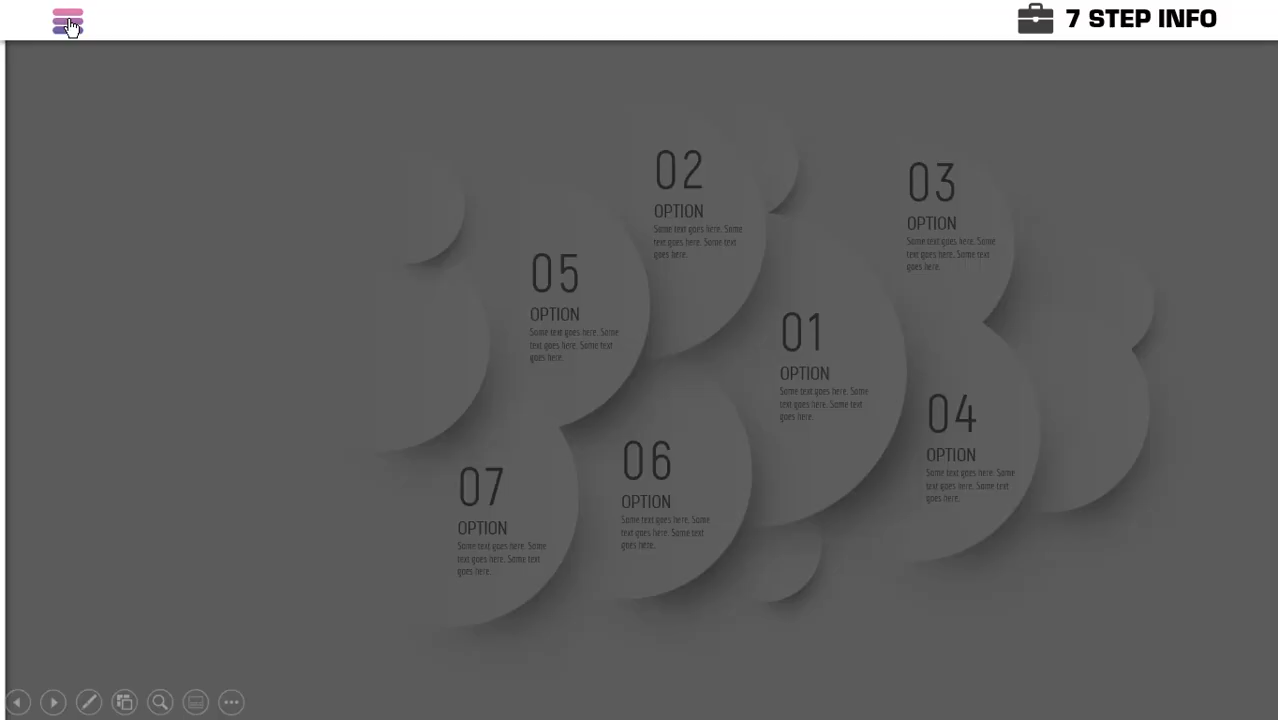 7 STEP INFO
02
OPTION
Some text goes here. Some
text goes here. Some text
goes here.
03
OPTION
Some text goes here. Some
text goes here. Some text
goes here.
05
OPTION
Some text goes here. Some
text goes here. Some text
goes here.
01
OPTION
Some text goes here. Some
text goes here. Some text
goes here.
04
OPTION
Some text goes here. Some
text goes here. Some text
goes here.
06
OPTION
Some text goes here. Some
text goes here. Some text
goes here.
07
OPTION
Some text goes here. Some
text goes here. Some text
goes here.